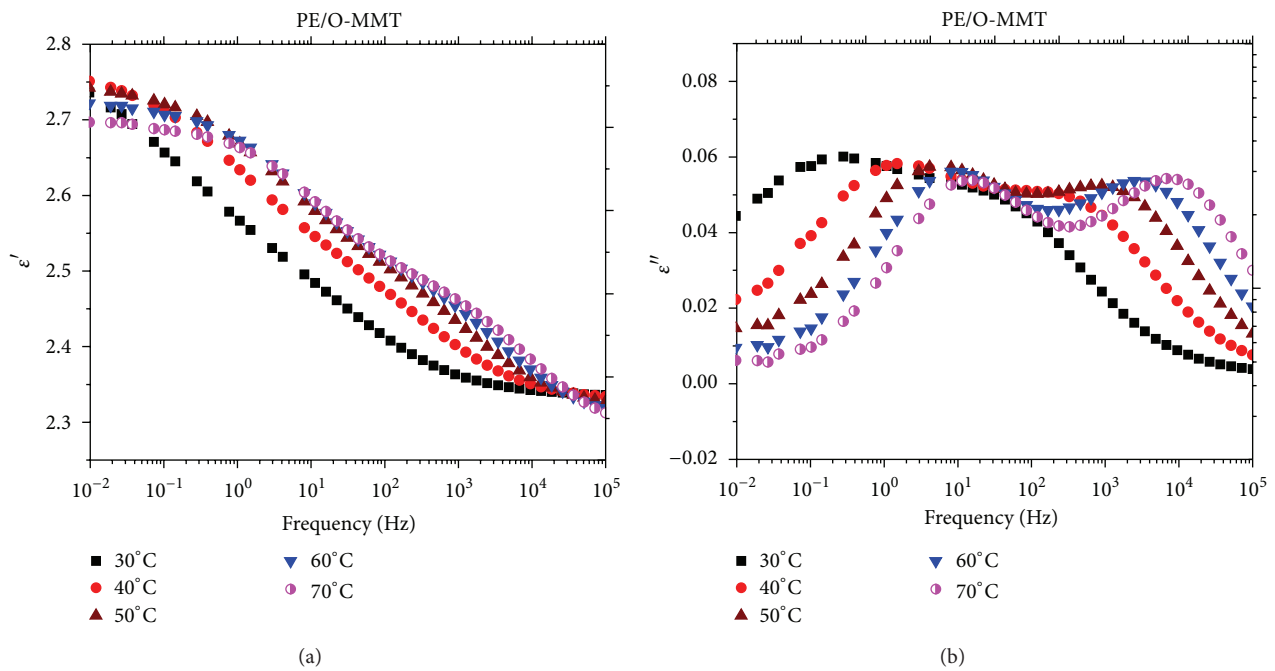 PE/O-MMT
2.8
2.7
2.6
2.5
2.4
2.3
ε′
10−2 10−1 100 101 102 103 104 105
Frequency (Hz)
30°C
40°C
50°C
60°C
70°C
(a)
PE/O-MMT
0.08
0.06
0.04
0.02
0.00
−0.02
ε″
10−2 10−1 100 101 102 103 104 105
Frequency (Hz)
30°C
40°C
50°C
60°C
70°C
(b)